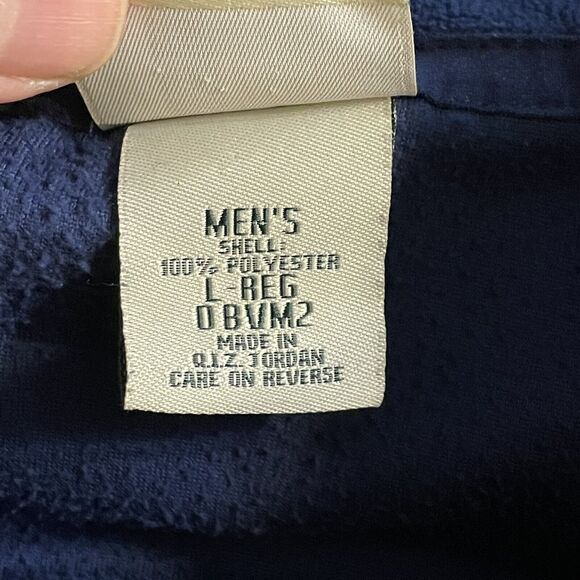 MEN'S
SHELL:
100% POLYESTER
L-REG
0BVM2
MADE IN
Q.I.Z. JORDAN
CARE ON REVERSE